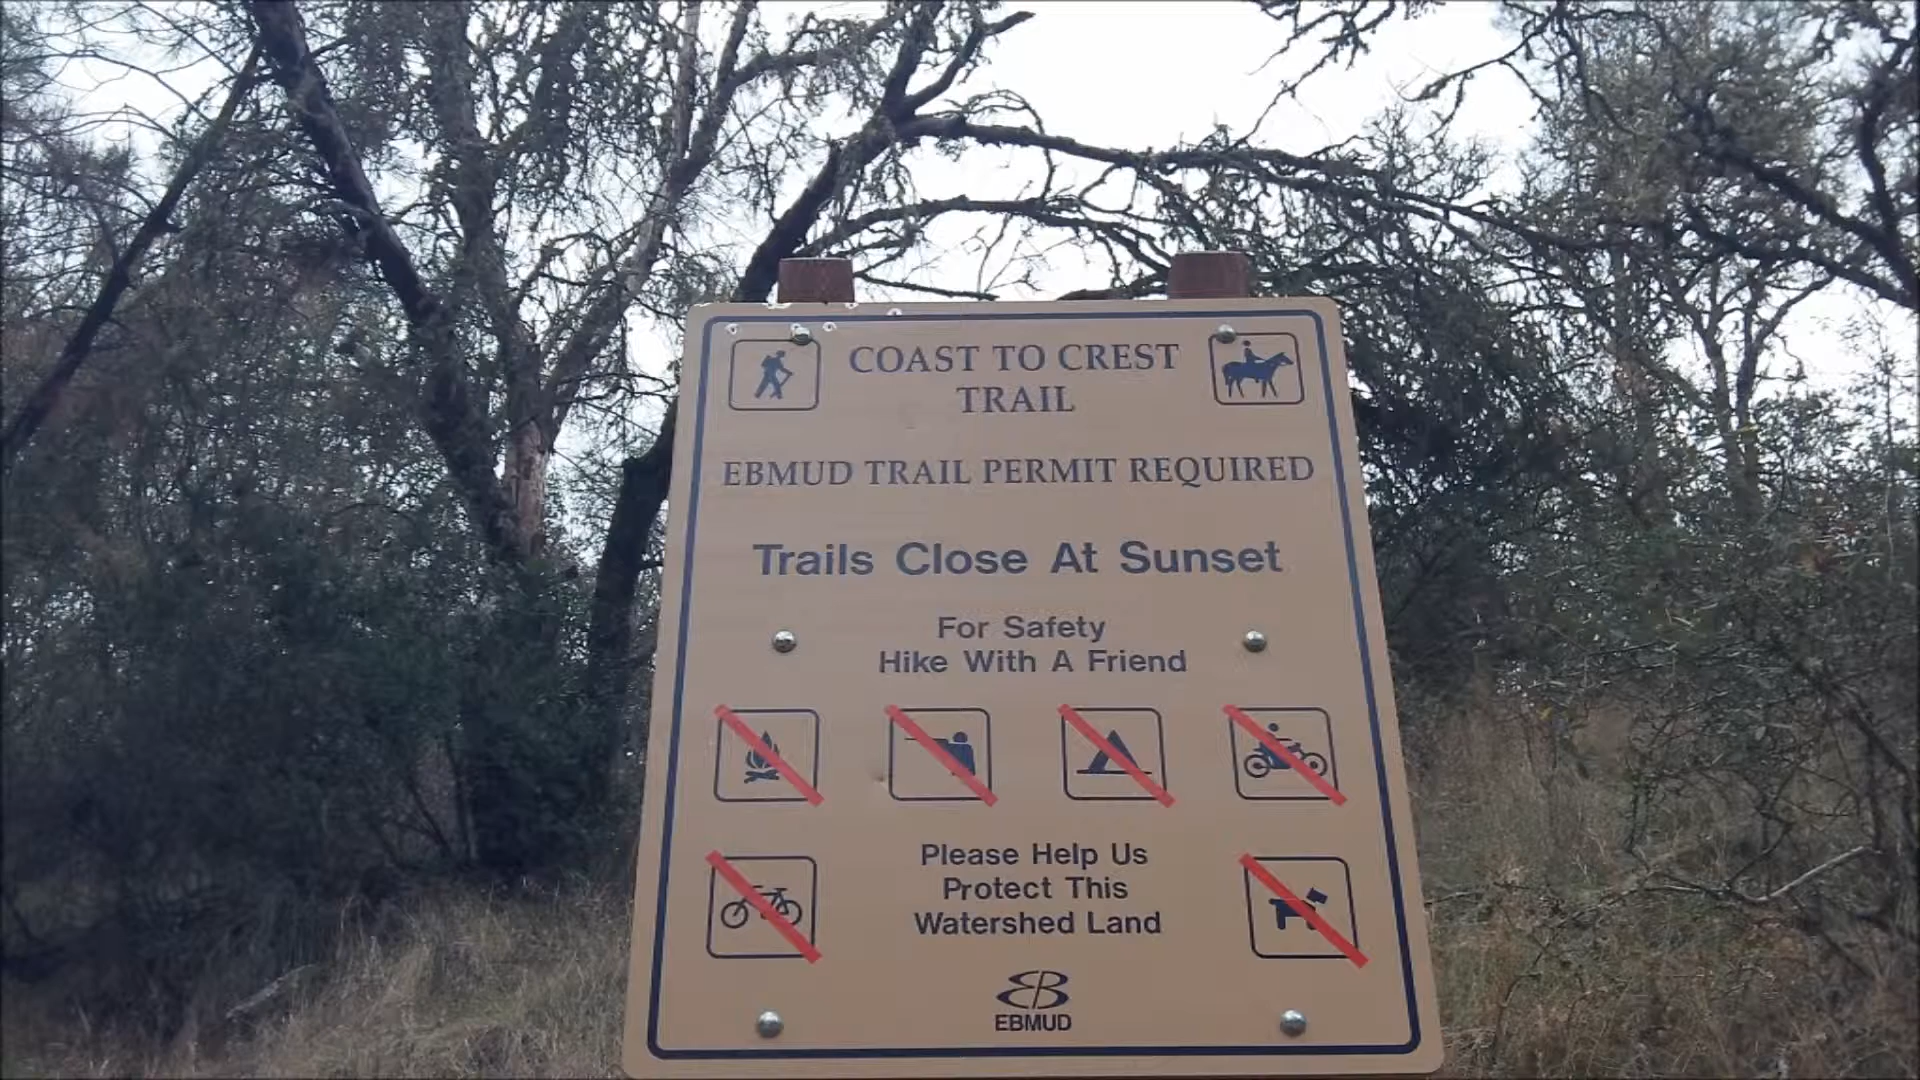 COAST TO CREST
TRAIL
EBMUD TRAIL PERMIT REQUIRED
Trails Close At Sunset
For Safety
Hike With A Friend
Please Help Us
Protect This
Watershed Land
EBMUD